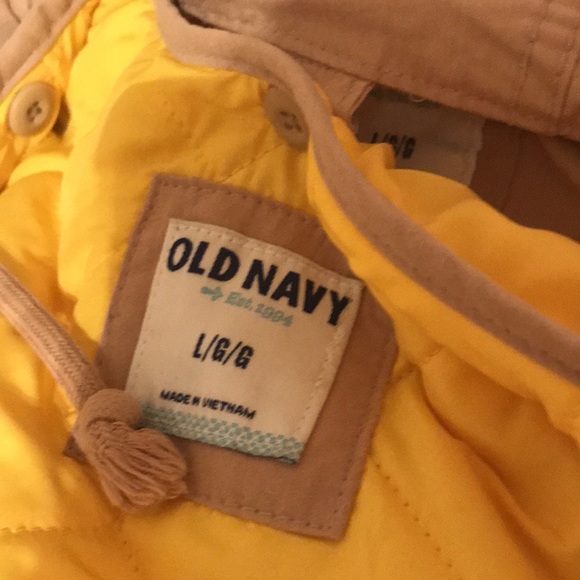 L/G/G
OLD NAVY
Est. 1994
L/G/G
MADE IN VIETNAM